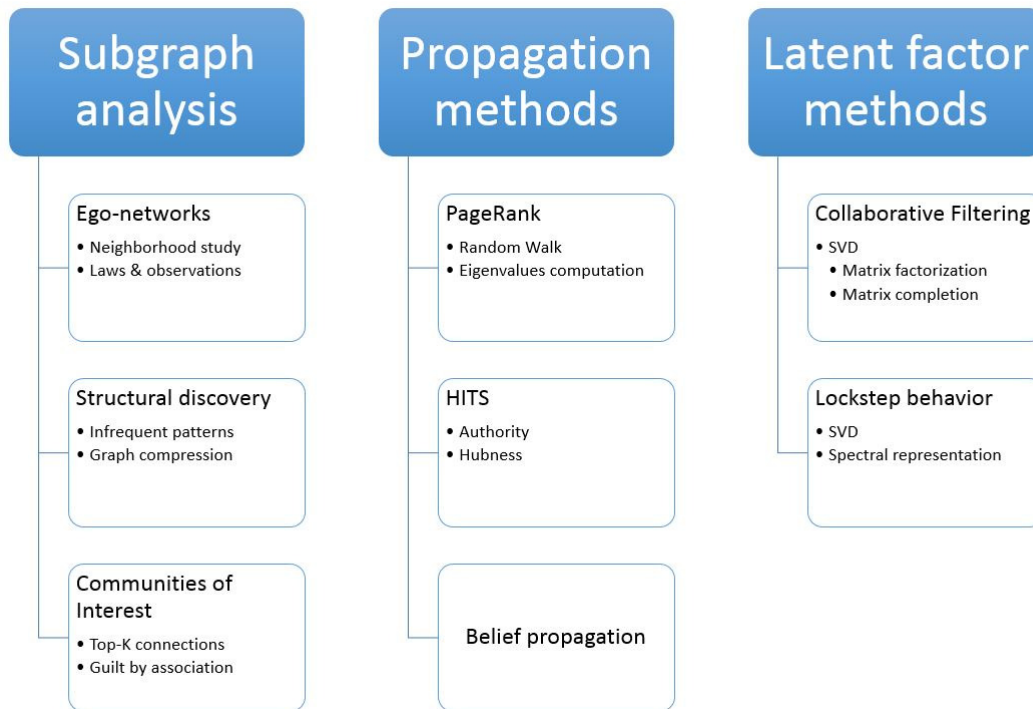 Subgraph
analysis
Ego-networks
• Neighborhood study
• Laws & observations
Structural discovery
• Infrequent patterns
• Graph compression
Communities of
Interest
• Top-K connections
• Guilt by association
Propagation
methods
PageRank
• Random Walk
• Eigenvalues computation
HITS
• Authority
• Hubness
Belief propagation
Latent factor
methods
Collaborative Filtering
• SVD
• Matrix factorization
• Matrix completion
Lockstep behavior
• SVD
• Spectral representation